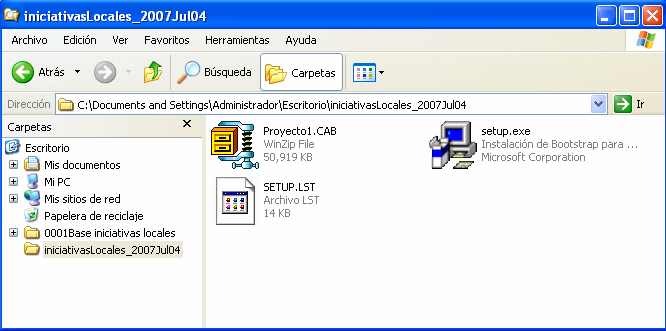 iniciativasLocales_2007Jul04
Archivo Edición Ver Favoritos Herramientas Ayuda
Atrás Búsqueda Carpetas
Dirección C:\Documents and Settings\Administrador\Escritorio\iniciativasLocales_2007Jul04 Ir
Carpetas
Escritorio
Mis documentos
Mi PC
Mis sitios de red
Papelera de reciclaje
0001Base iniciativas locales
iniciativasLocales_2007Jul04
Proyecto1.CAB
WinZip File
50,919 KB
setup.exe
Instalación de Bootstrap para ...
Microsoft Corporation
SETUP.LST
Archivo LST
14 KB